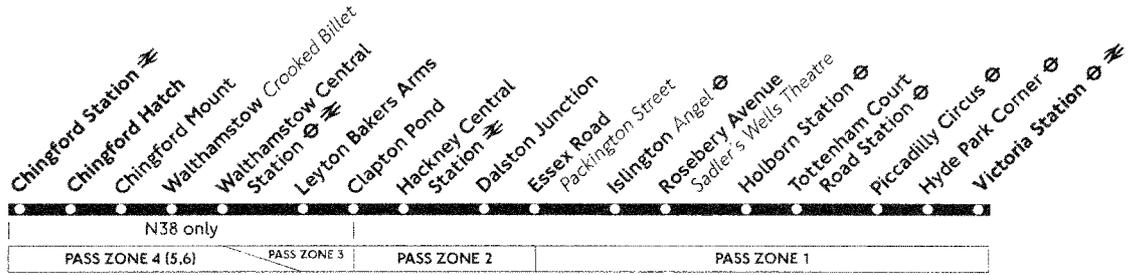 Chingford Station
Chingford Hatch
Chingford Mount
Walthamstow Crooked Billet
Walthamstow Central
Station
Leyton Bakers Arms
Clapton Pond
Hackney Central
Station
Dalston Junction
Essex Road
Packington Street
Islington Angel
Rosebery Avenue
Sadler's Wells Theatre
Holborn Station
Tottenham Court
Road Station
Piccadilly Circus
Hyde Park Corner
Victoria Station
N38 only
PASS ZONE 4 (5,6)
PASS ZONE 3
PASS ZONE 2
PASS ZONE 1